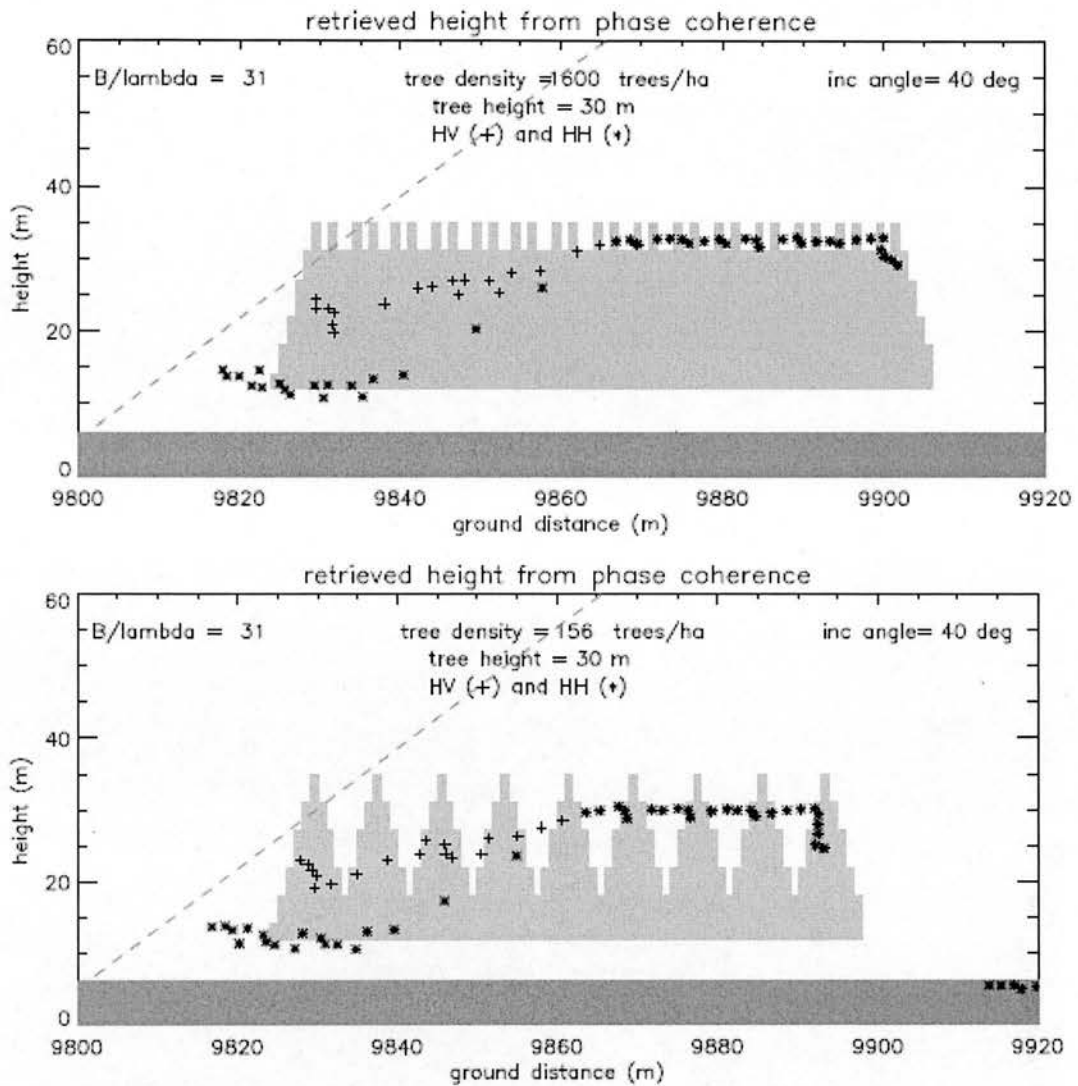 retrieved height from phase coherence
60
B/lambda = 31 tree density =1600 trees/ha inc angle= 40 deg
tree height = 30 m
HV (+) and HH (*)
40
height (m)
20
0
9800 9820 9840 9860 9880 9900 9920
ground distance (m)
retrieved height from phase coherence
60
B/lambda = 31 tree density =156 trees/ha inc angle= 40 deg
tree height = 30 m
HV (+) and HH (*)
40
height (m)
20
0
9800 9820 9840 9860 9880 9900 9920
ground distance (m)